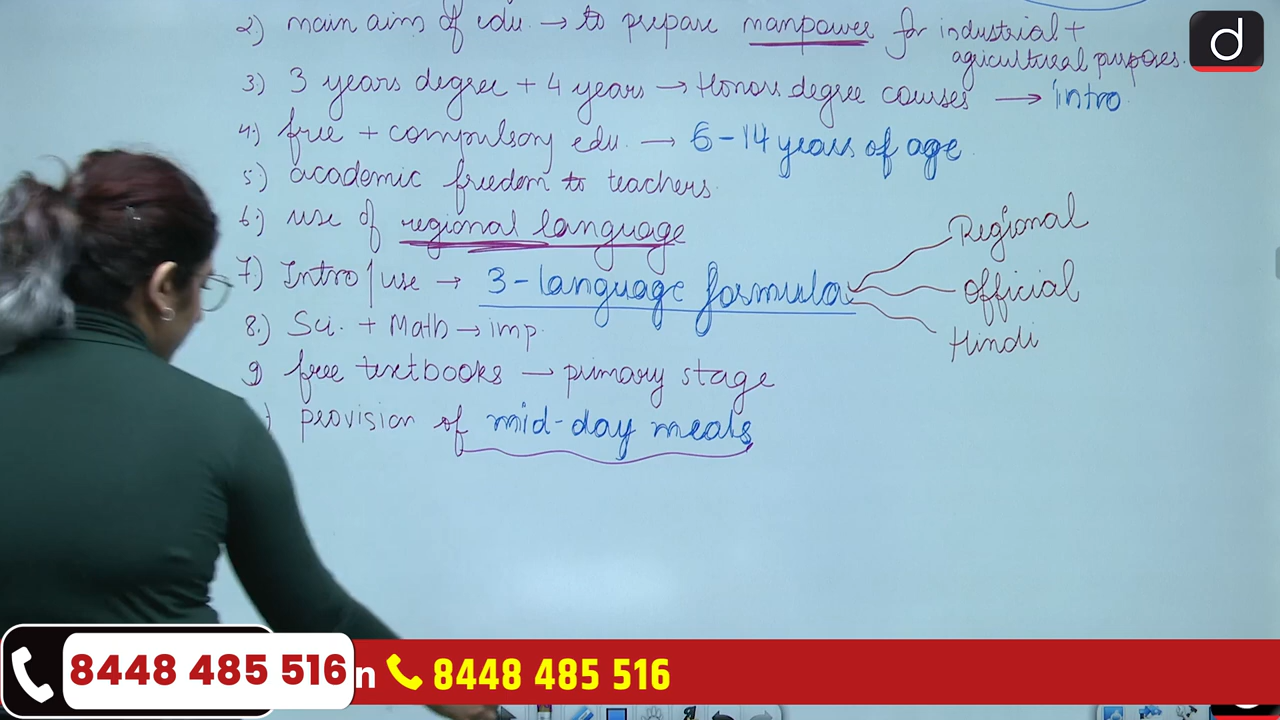 2.) main aims of edu. → to prepare manpower for industrial +
agricultural purposes.
3.) 3 years degree + 4 years → Honors degree courses → intro
4.) free + compulsory edu. → 6-14 years of age
5.) academic freedom to teachers.
6.) use of regional language
Regional
7.) Intro / use → 3-language formula
Official
Hindi
8.) Sci. + Math → imp.
9) free textbooks → primary stage
) provision of mid-day meals
d
8448 485 516 n 8448 485 516